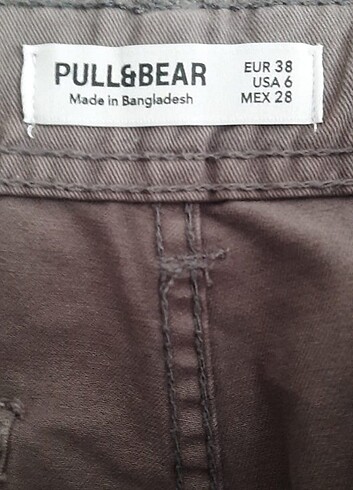 PULL&BEAR
Made in Bangladesh
EUR 38
USA 6
MEX 28